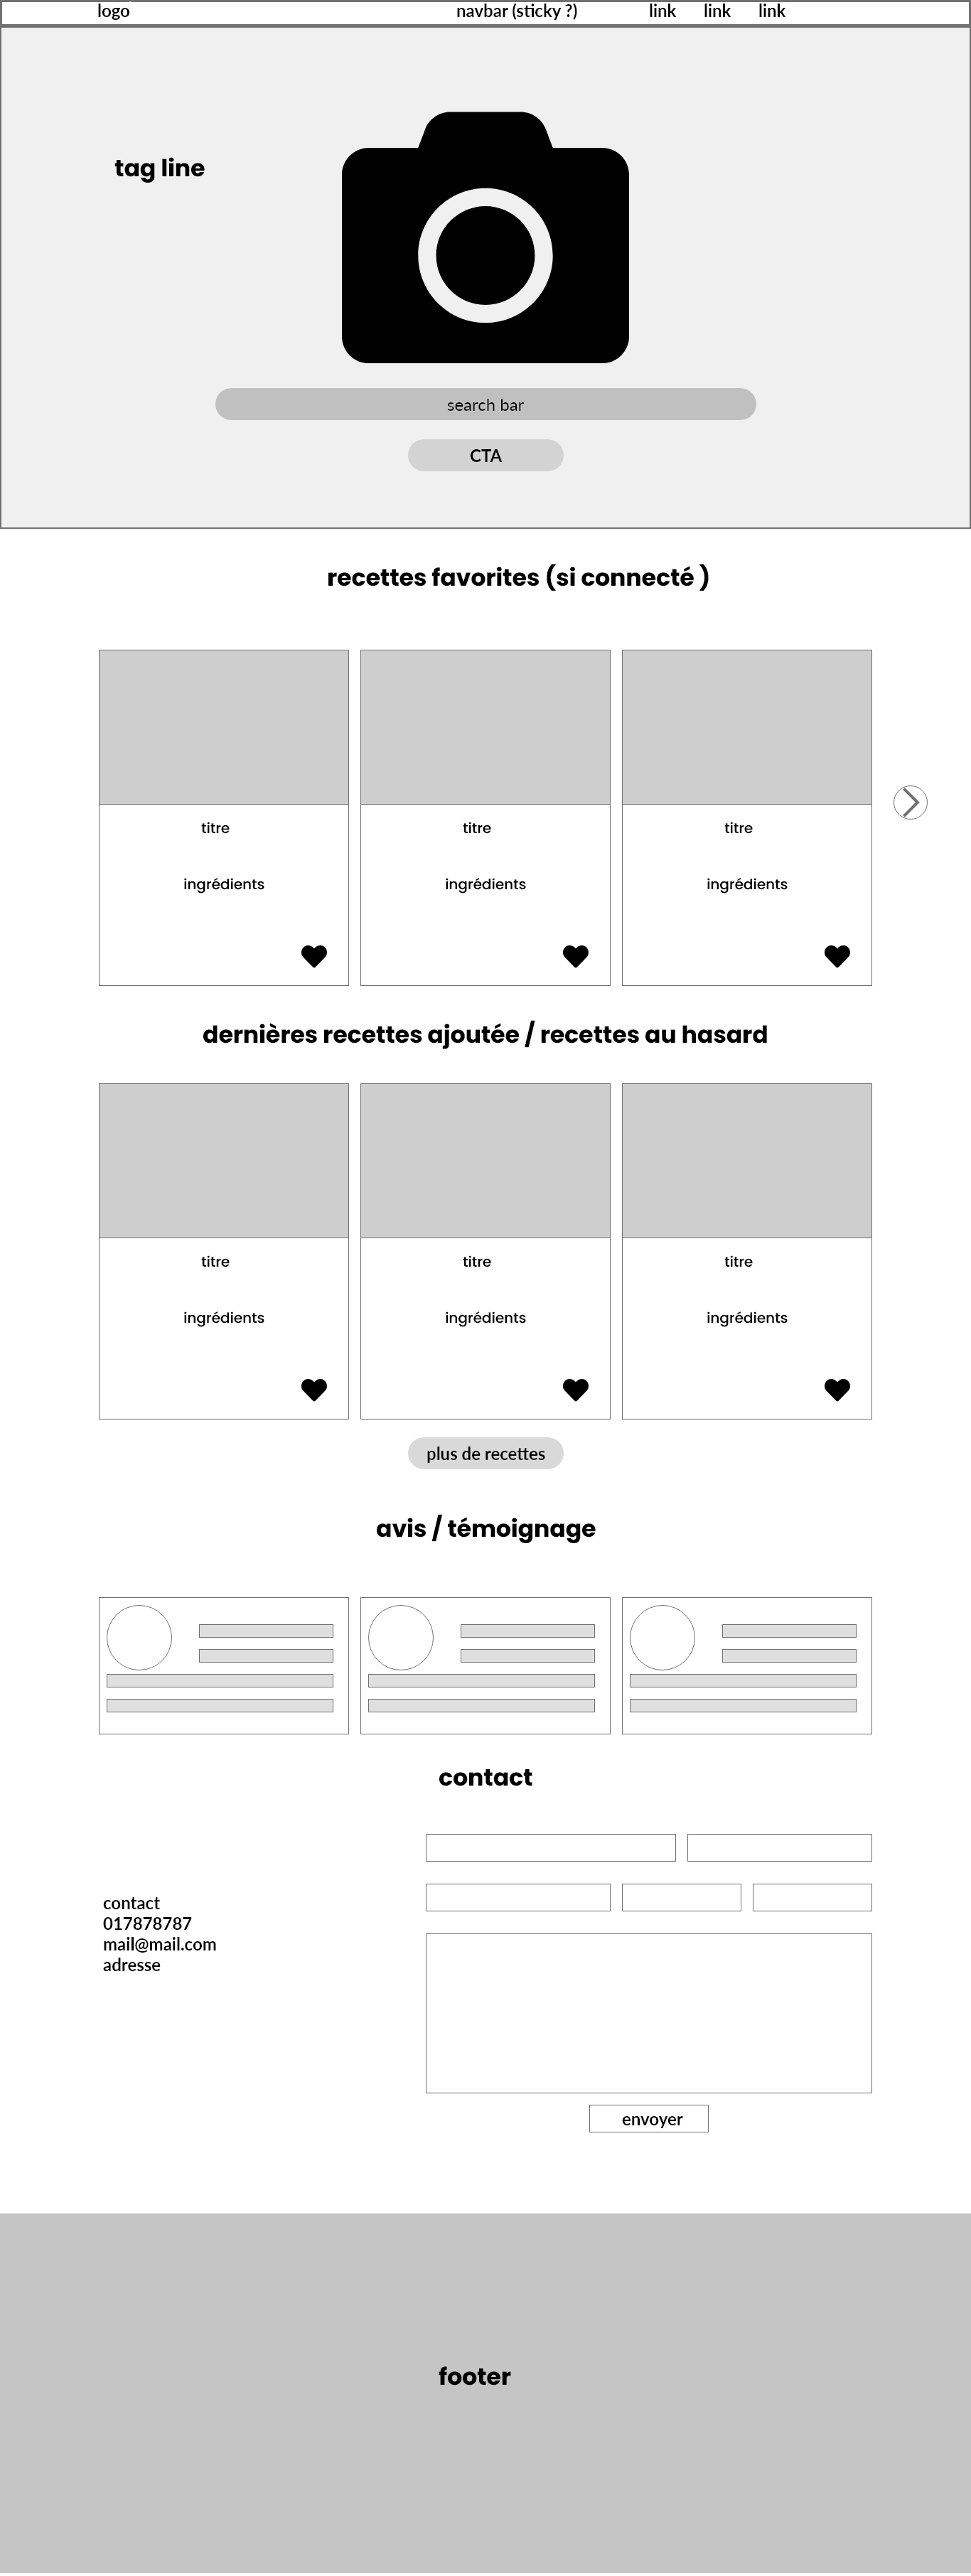 logo navbar (sticky ?) link link link
tag line
search bar
CTA
recettes favorites (si connecté )
titre titre titre
ingrédients ingrédients ingrédients
dernières recettes ajoutée / recettes au hasard
titre titre titre
ingrédients ingrédients ingrédients
plus de recettes
avis / témoignage
contact
contact
017878787
mail@mail.com
adresse
envoyer
footer